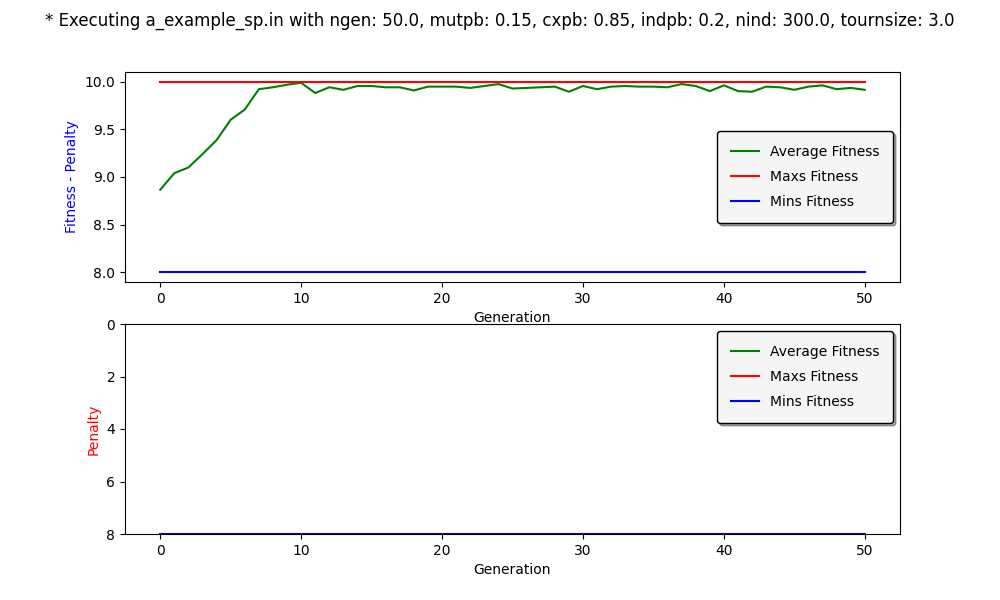 * Executing a_example_sp.in with ngen: 50.0, mutpb: 0.15, cxpb: 0.85, indpb: 0.2, nind: 300.0, tournsize: 3.0
Fitness - Penalty
10.0
9.5
9.0
8.5
8.0
Average Fitness
Maxs Fitness
Mins Fitness
0 10 20 30 40 50
Generation
Penalty
0
2
4
6
8
Average Fitness
Maxs Fitness
Mins Fitness
0 10 20 30 40 50
Generation